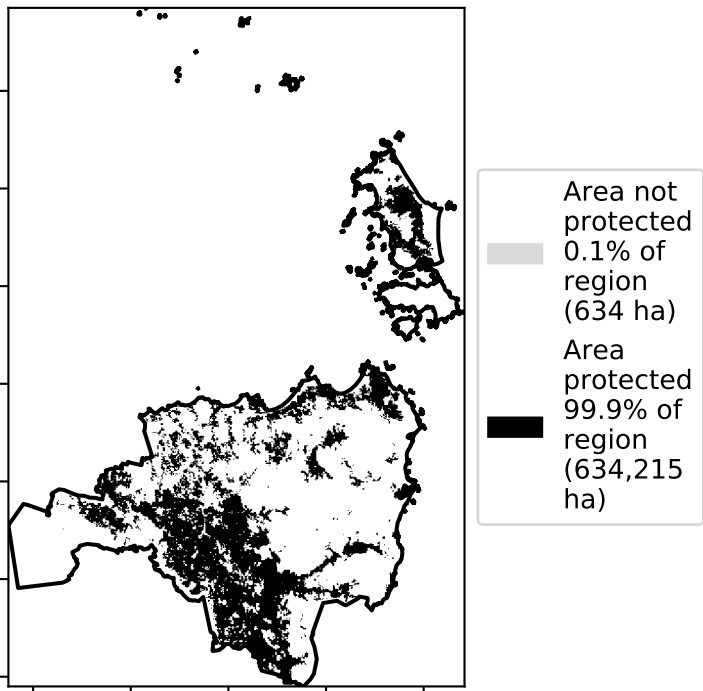 Area not
protected
0.1% of
region
(634 ha)
Area
protected
99.9% of
region
(634,215
ha)